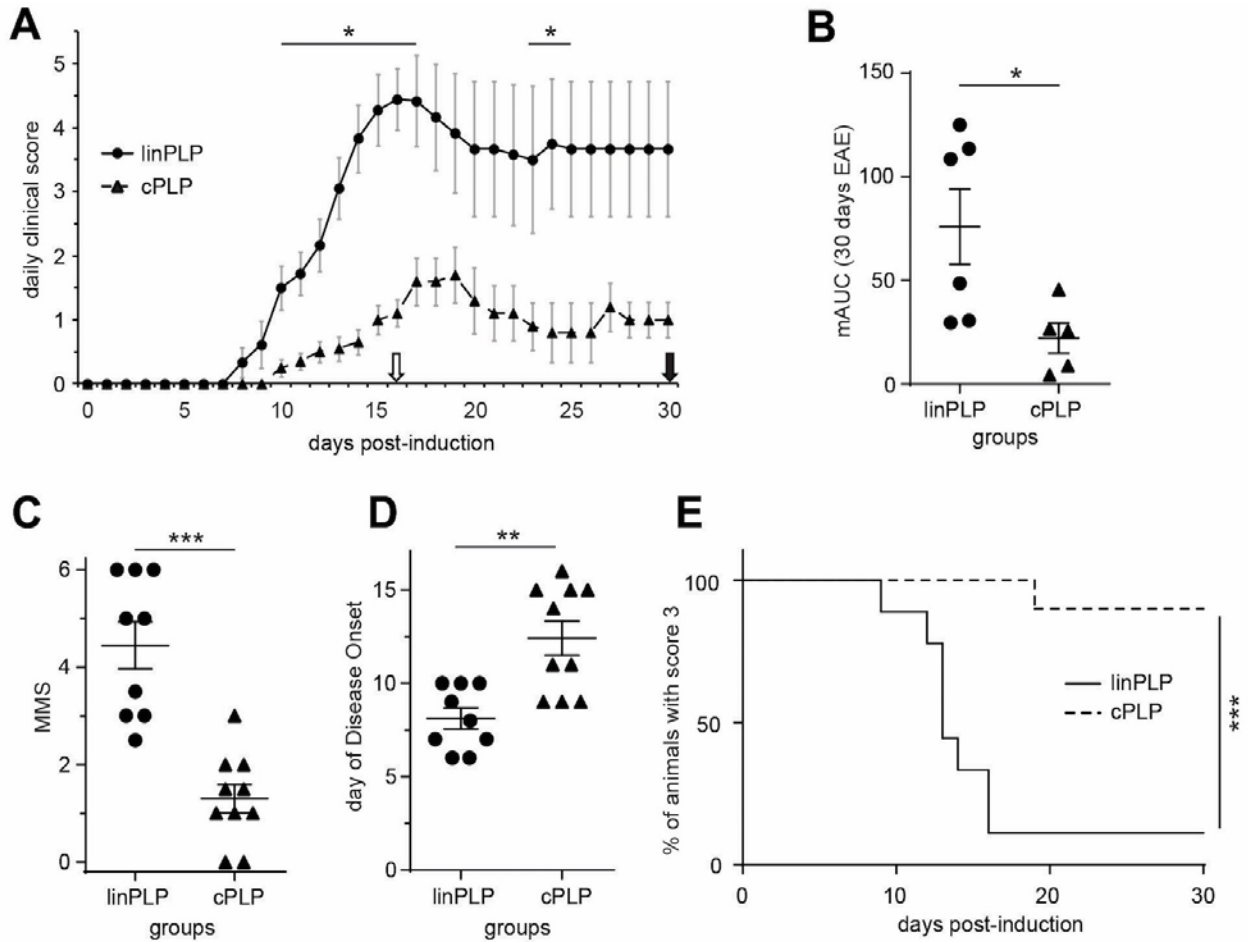 A
*
*
5
4
3
2
1
0
daily clinical score
linPLP
cPLP
0 5 10 15 20 25 30
days post-induction
B
*
150
100
50
0
mAUC (30 days EAE)
linPLP cPLP
groups
C
***
6
4
2
0
MMS
linPLP cPLP
groups
D
**
15
10
5
0
day of Disease Onset
linPLP cPLP
groups
E
100
50
0
% of animals with score 3
linPLP
cPLP
***
0 10 20 30
days post-induction